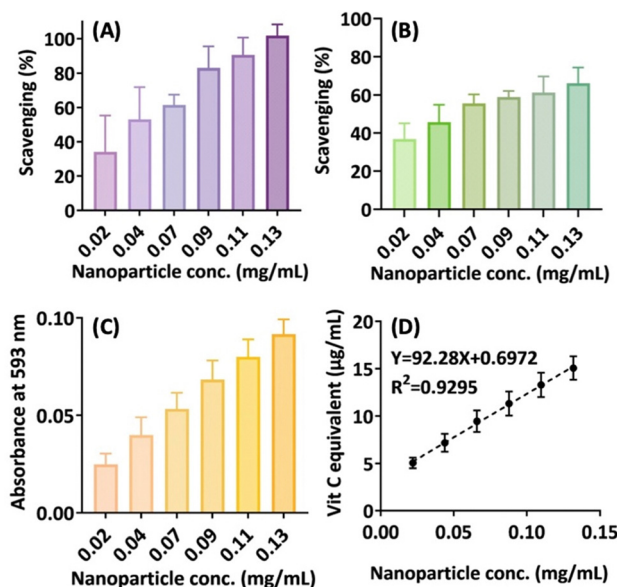 (A)
Scavenging (%)
100
80
60
40
20
0
0.02 0.04 0.07 0.09 0.11 0.13
Nanoparticle conc. (mg/mL)
(B)
Scavenging (%)
100
80
60
40
20
0
0.02 0.04 0.07 0.09 0.11 0.13
Nanoparticle conc. (mg/mL)
(C)
Absorbance at 593 nm
0.10
0.05
0.00
0.02 0.04 0.07 0.09 0.11 0.13
Nanoparticle conc. (mg/mL)
(D)
Vit C equivalent (µg/mL)
20
15
10
5
0
Y=92.28X+0.6972
R²=0.9295
0.00 0.05 0.10 0.15
Nanoparticle conc. (mg/mL)